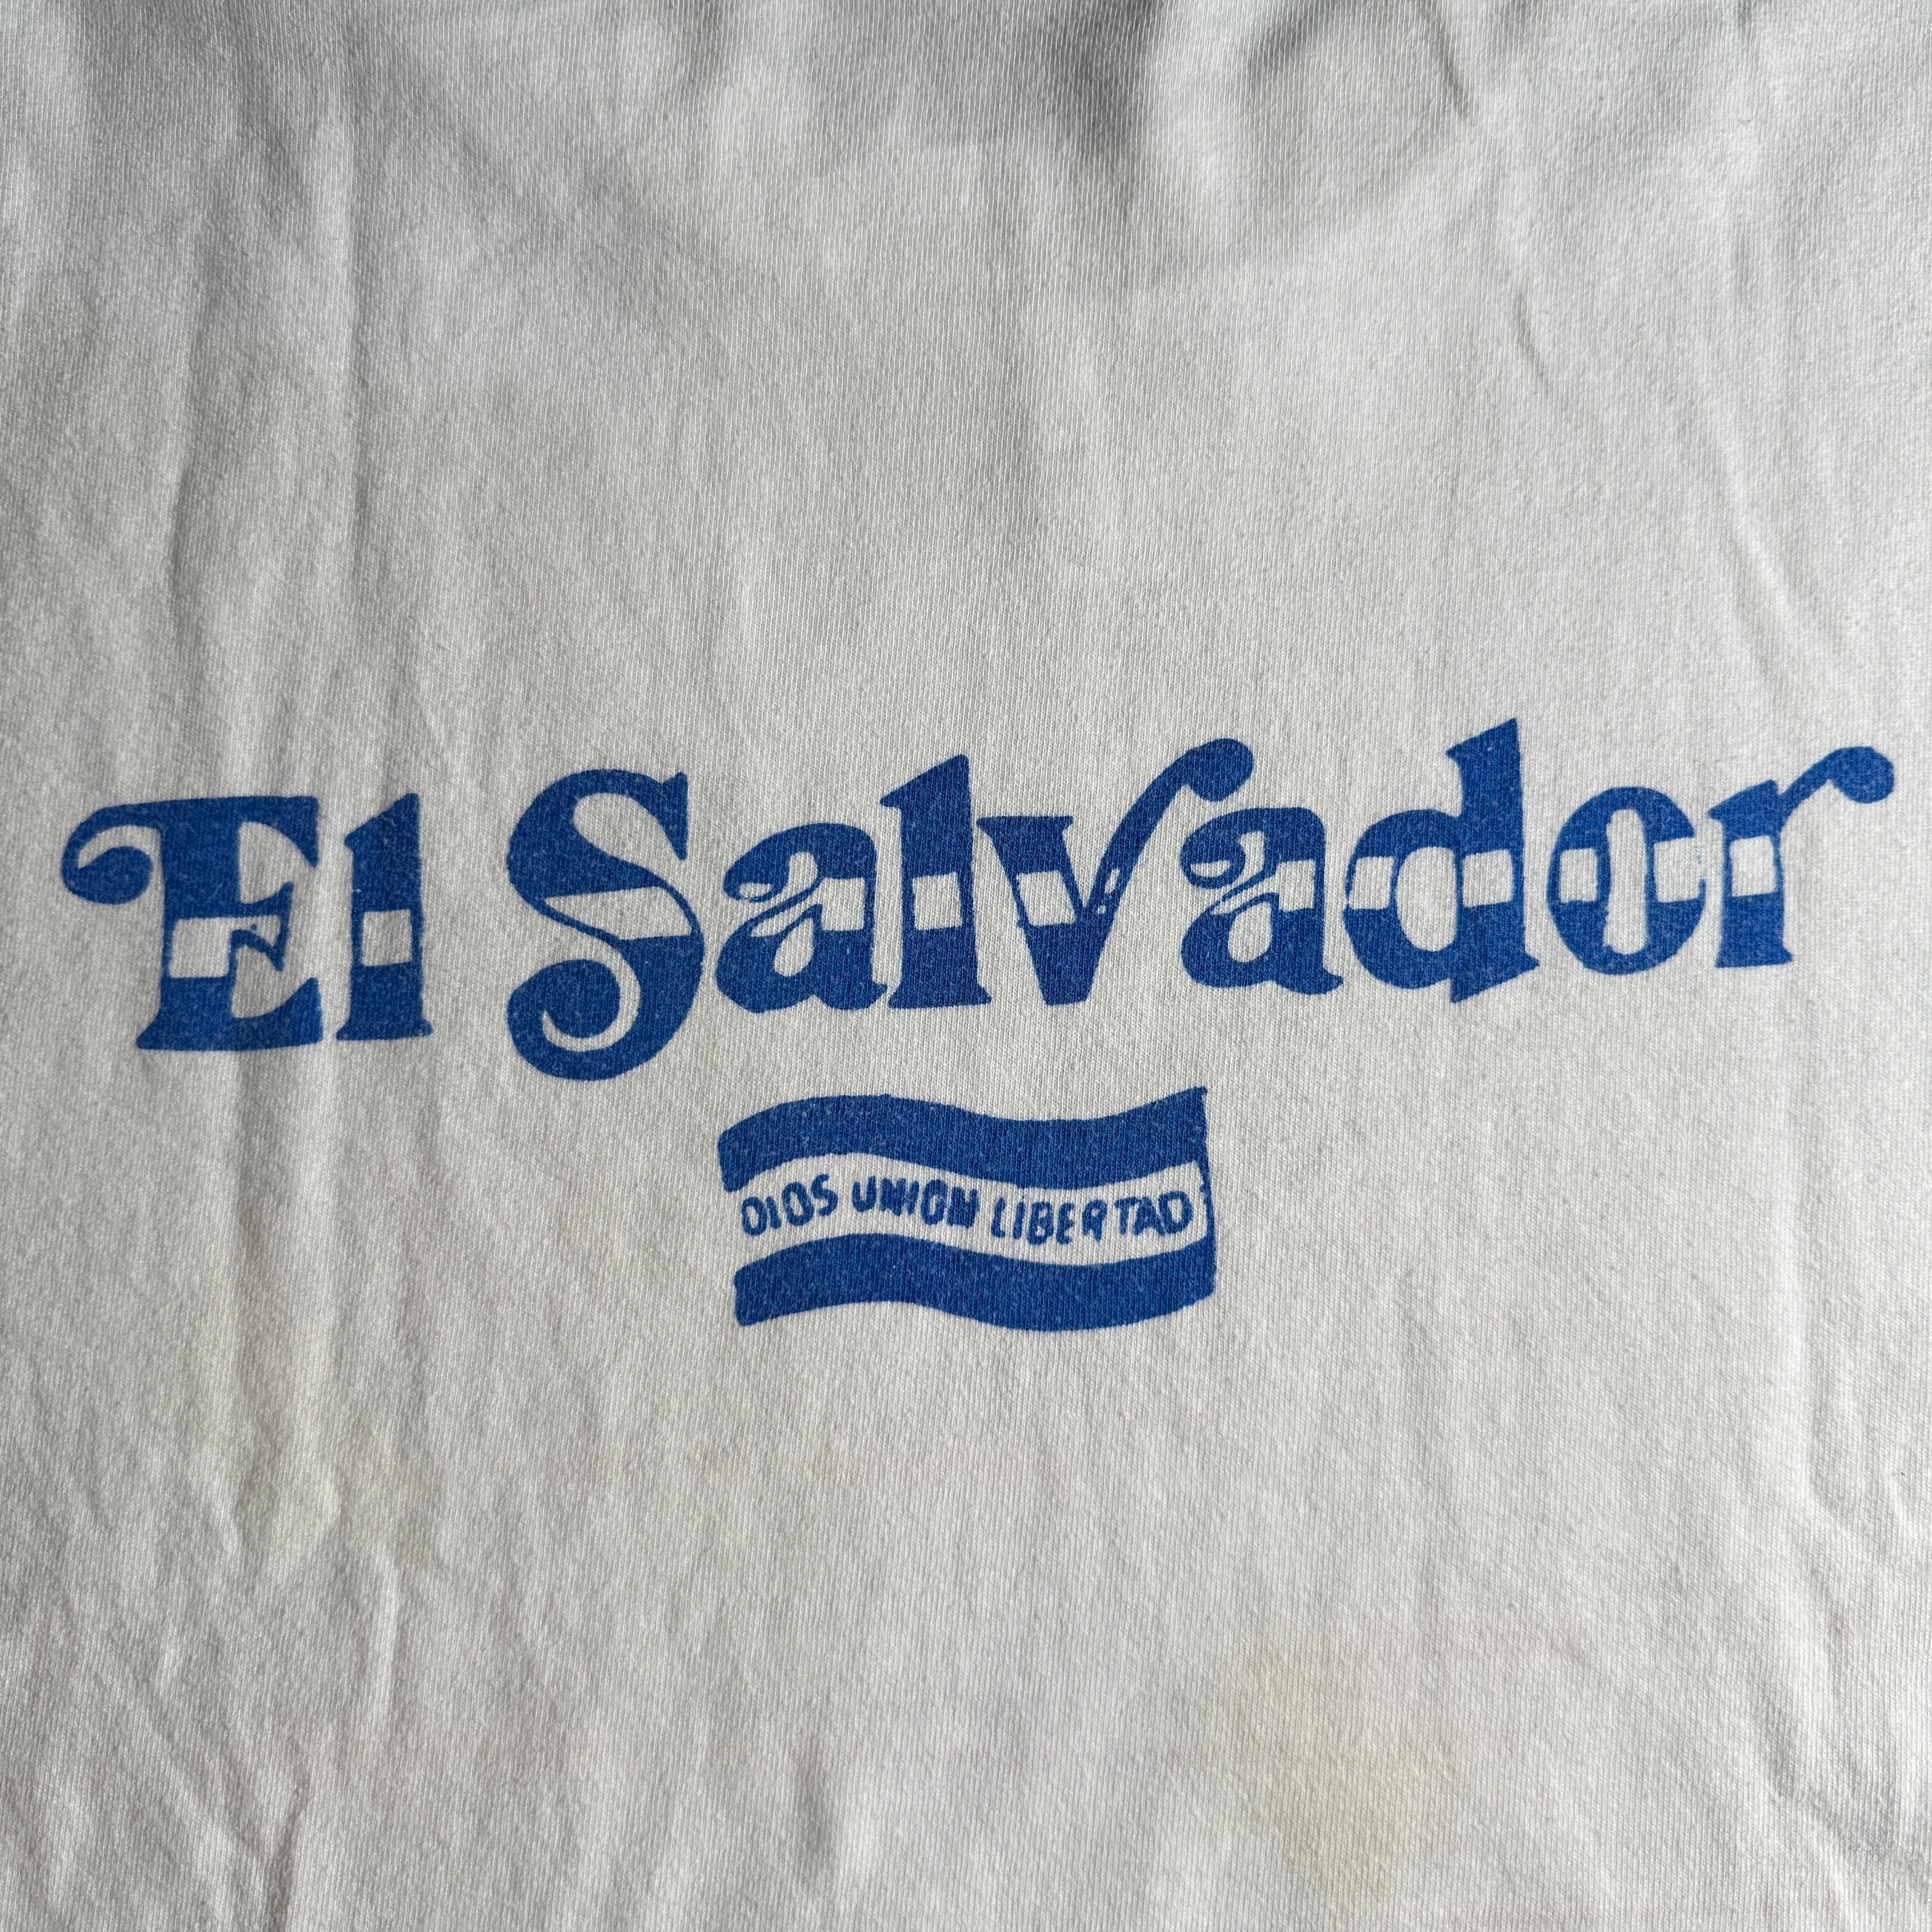 El Salvador
DIOS UNION LIBERTAD